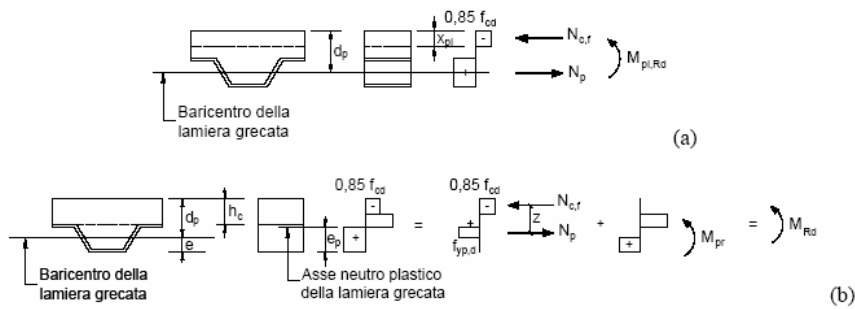 0,85 f_cd
x_pl
d_p
N_c,f
N_p
M_pl,Rd
Baricentro della
lamiera grecata
(a)
0,85 f_cd
0,85 f_cd
d_p
h_c
e
e_p
=
f_yp,d
z
N_c,f
N_p
+
M_pr
=
M_Rd
Baricentro della
lamiera grecata
Asse neutro plastico
della lamiera grecata
(b)